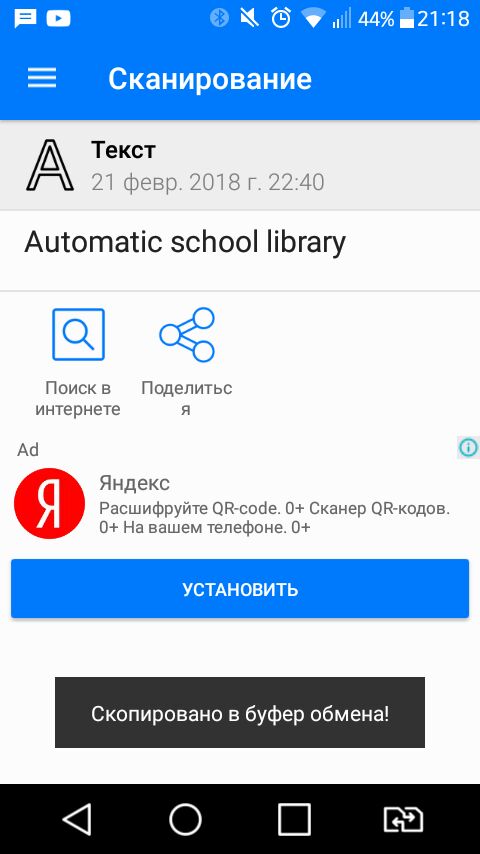 44% 21:18
Сканирование
A Текст
21 февр. 2018 г. 22:40
Automatic school library
Поиск в
интернете
Поделитьс
я
Ad
Я Яндекс
Расшифруйте QR-code. 0+ Сканер QR-кодов.
0+ На вашем телефоне. 0+
УСТАНОВИТЬ
Скопировано в буфер обмена!